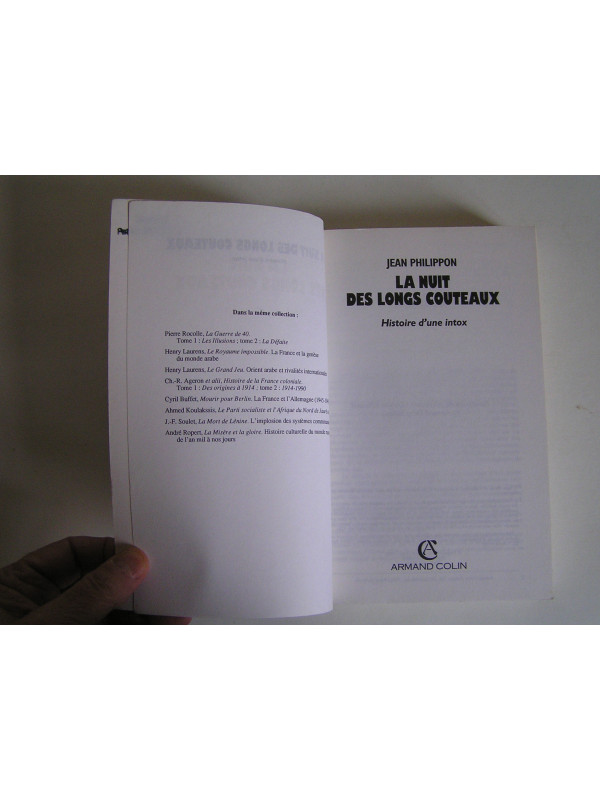 Dans la même collection :
Pierre Rocolle, La Guerre de 40.
Tome 1 : Les Illusions ; tome 2 : La Défaite
Henry Laurens, Le Royaume impossible. La France et la genèse
du monde arabe
Henry Laurens, Le Grand Jeu. Orient arabe et rivalités internationales
Ch.-R. Ageron et alii, Histoire de la France coloniale.
Tome 1 : Des origines à 1914 ; tome 2 : 1914-1990
Cyril Buffet, Mourir pour Berlin. La France et l'Allemagne (1945
Ahmed Koulakssis, Le Parti socialiste et l'Afrique du Nord de
J.-F. Soulet, La Mort de Lénine. L'implosion des systèmes
André Ropert, La Misère et la gloire. Histoire culturelle du monde
de l'an mil à nos jours
JEAN PHILIPPON
LA NUIT
DES LONGS COUTEAUX
Histoire d'une intox
AC
ARMAND COLIN